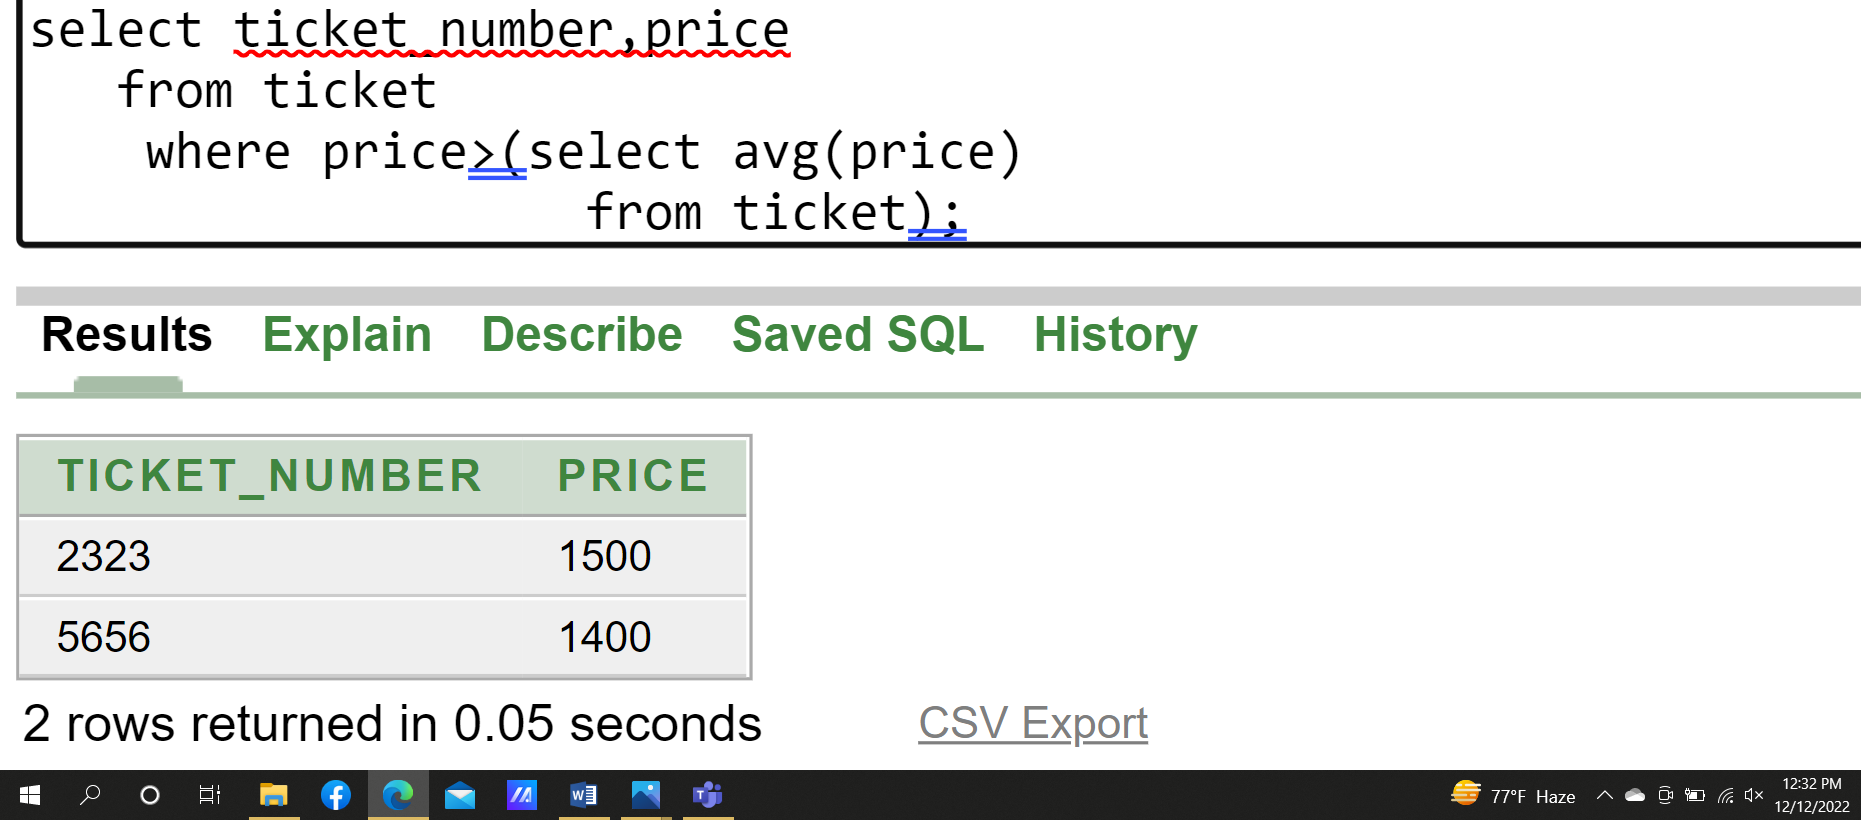 select ticket_number,price
from ticket
where price>(select avg(price)
from ticket);
Results Explain Describe Saved SQL History
TICKET_NUMBER PRICE
2323 1500
5656 1400
2 rows returned in 0.05 seconds CSV Export
77°F Haze 12:32 PM
12/12/2022